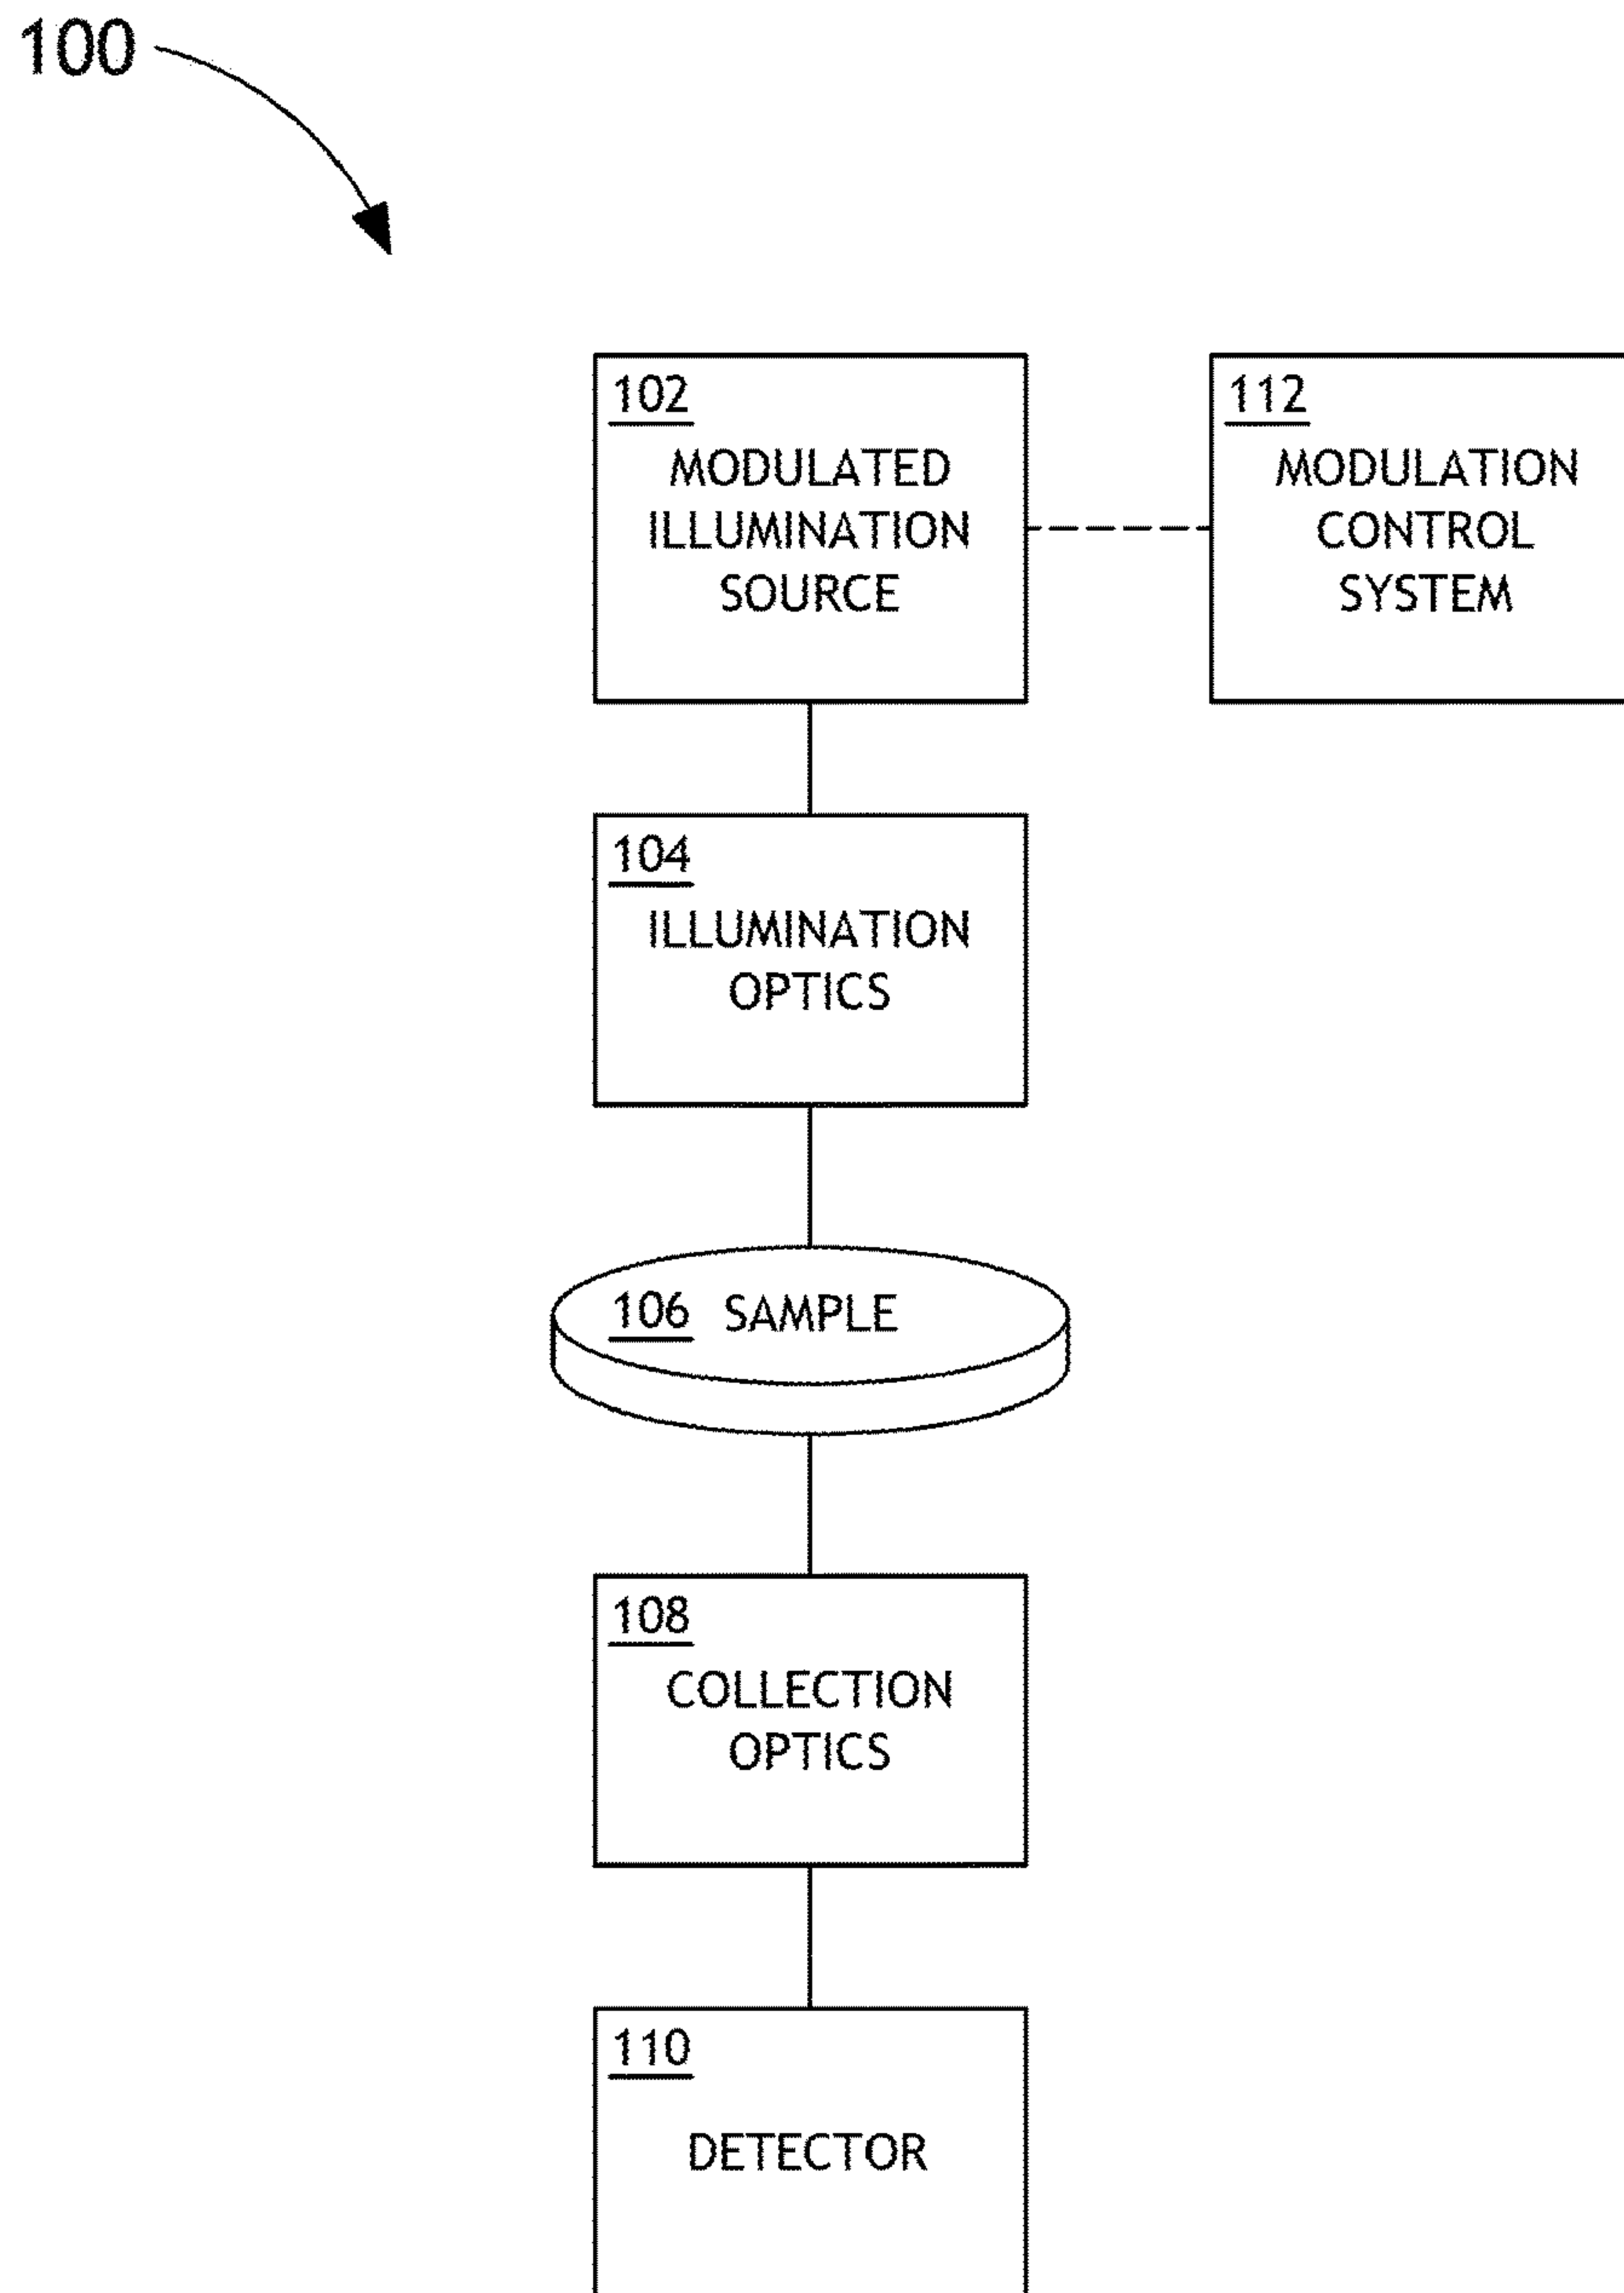 100
102
MODULATED
ILLUMINATION
SOURCE
112
MODULATION
CONTROL
SYSTEM
104
ILLUMINATION
OPTICS
106 SAMPLE
108
COLLECTION
OPTICS
110
DETECTOR